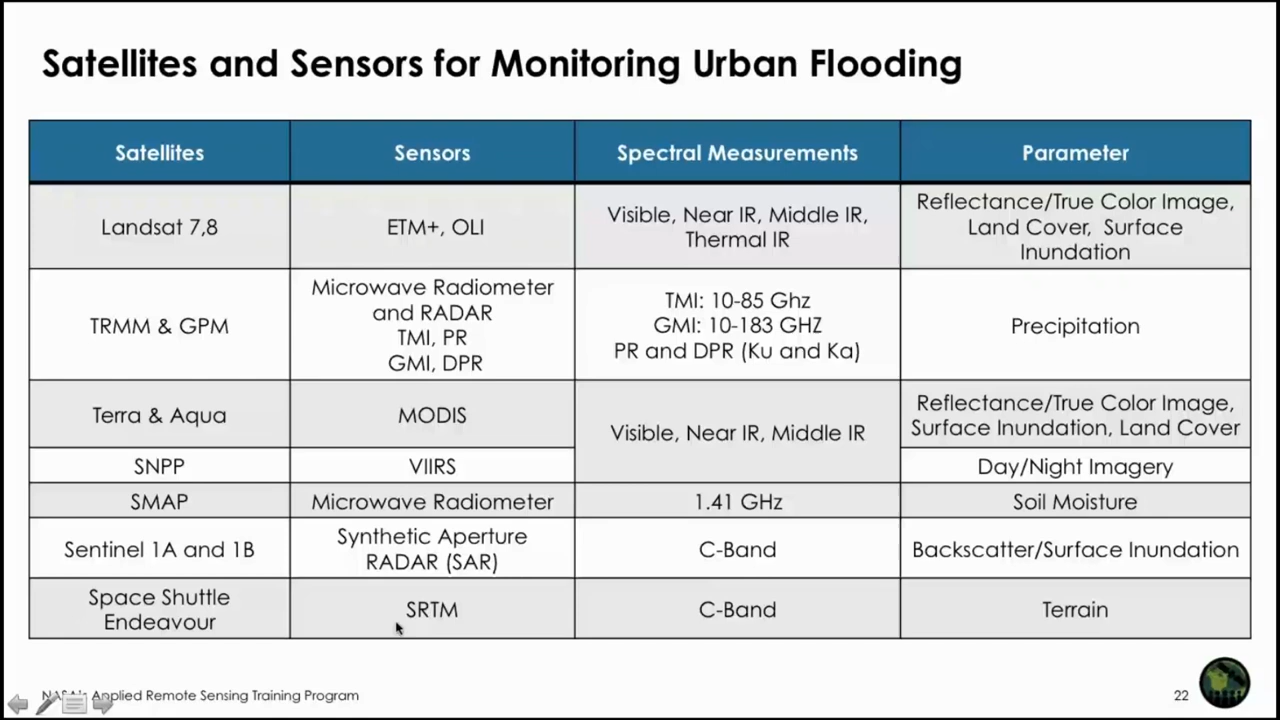 Satellites and Sensors for Monitoring Urban Flooding
Satellites
Sensors
Spectral Measurements
Parameter
Landsat 7,8
ETM+, OLI
Visible, Near IR, Middle IR,
Thermal IR
Reflectance/True Color Image,
Land Cover, Surface
Inundation
TRMM & GPM
Microwave Radiometer
and RADAR
TMI, PR
GMI, DPR
TMI: 10-85 Ghz
GMI: 10-183 GHZ
PR and DPR (Ku and Ka)
Precipitation
Terra & Aqua
MODIS
Visible, Near IR, Middle IR
Reflectance/True Color Image,
Surface Inundation, Land Cover
SNPP
VIIRS
Day/Night Imagery
SMAP
Microwave Radiometer
1.41 GHz
Soil Moisture
Sentinel 1A and 1B
Synthetic Aperture
RADAR (SAR)
C-Band
Backscatter/Surface Inundation
Space Shuttle
Endeavour
SRTM
C-Band
Terrain
NASA's Applied Remote Sensing Training Program
22